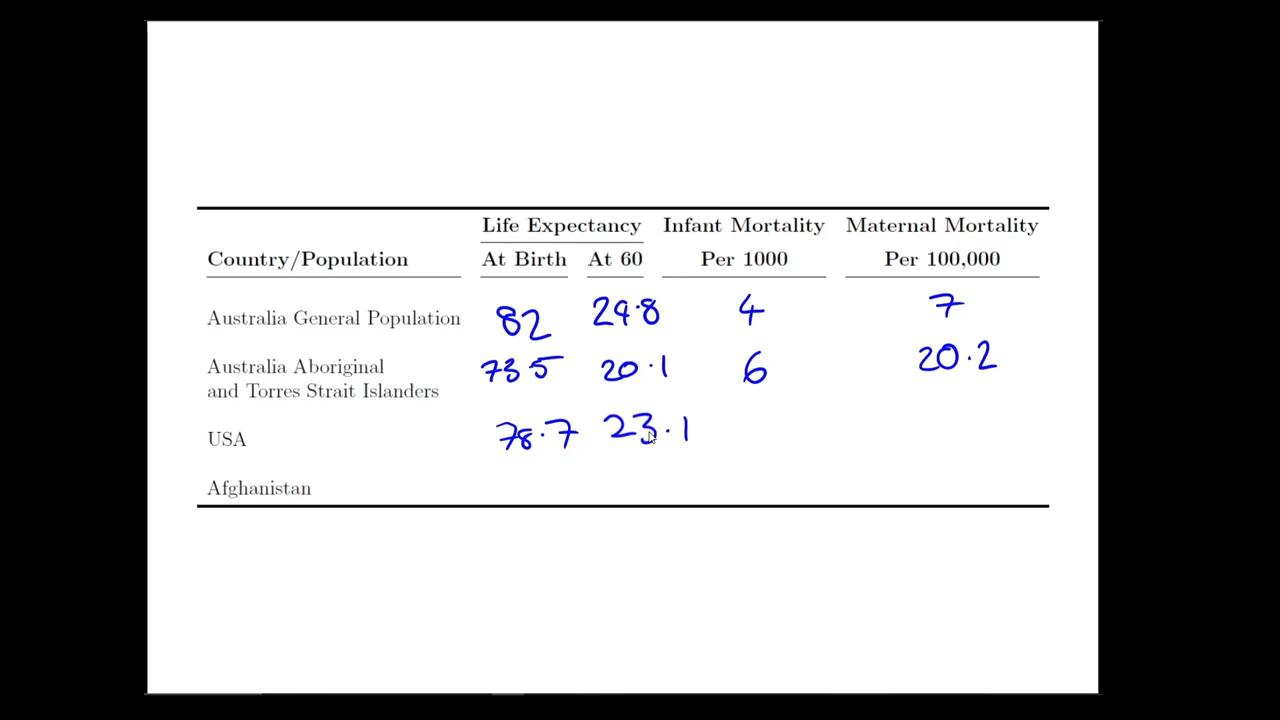 Life Expectancy Infant Mortality Maternal Mortality
Country/Population At Birth At 60 Per 1000 Per 100,000
Australia General Population 82 24.8 4 7
Australia Aboriginal 73.5 20.1 6 20.2
and Torres Strait Islanders
USA 78.7 23.1
Afghanistan